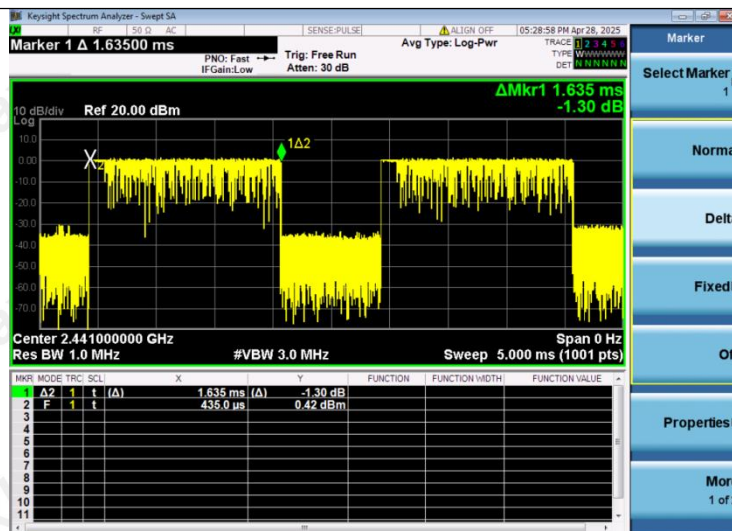 Keysight Spectrum Analyzer - Swept SA
RF 50 Ω AC SENSE:PULSE ALIGN OFF 05:28:58 PM Apr 28, 2025
Marker 1 Δ 1.63500 ms
PNO: Fast
IFGain:Low
Trig: Free Run
Atten: 30 dB
Avg Type: Log-Pwr
TRACE 1 2 3 4 5 6
TYPE W
DET N N N N N N
ΔMkr1 1.635 ms
-1.30 dB
10 dB/div Ref 20.00 dBm
Log
10.0
0.00
-10.0
-20.0
-30.0
-40.0
-50.0
-60.0
-70.0
X2
1Δ2
Center 2.441000000 GHz Span 0 Hz
Res BW 1.0 MHz #VBW 3.0 MHz Sweep 5.000 ms (1001 pts)
MKR MODE TRC SCL X Y FUNCTION FUNCTION WIDTH FUNCTION VALUE
1 Δ2 1 t (Δ) 1.635 ms (Δ) -1.30 dB
2 F 1 t 435.0 µs 0.42 dBm
3
4
5
6
7
8
9
10
11
Marker
Select Marker
1
Norma
Delt
Fixed
Of
Properties
Mor
1 of